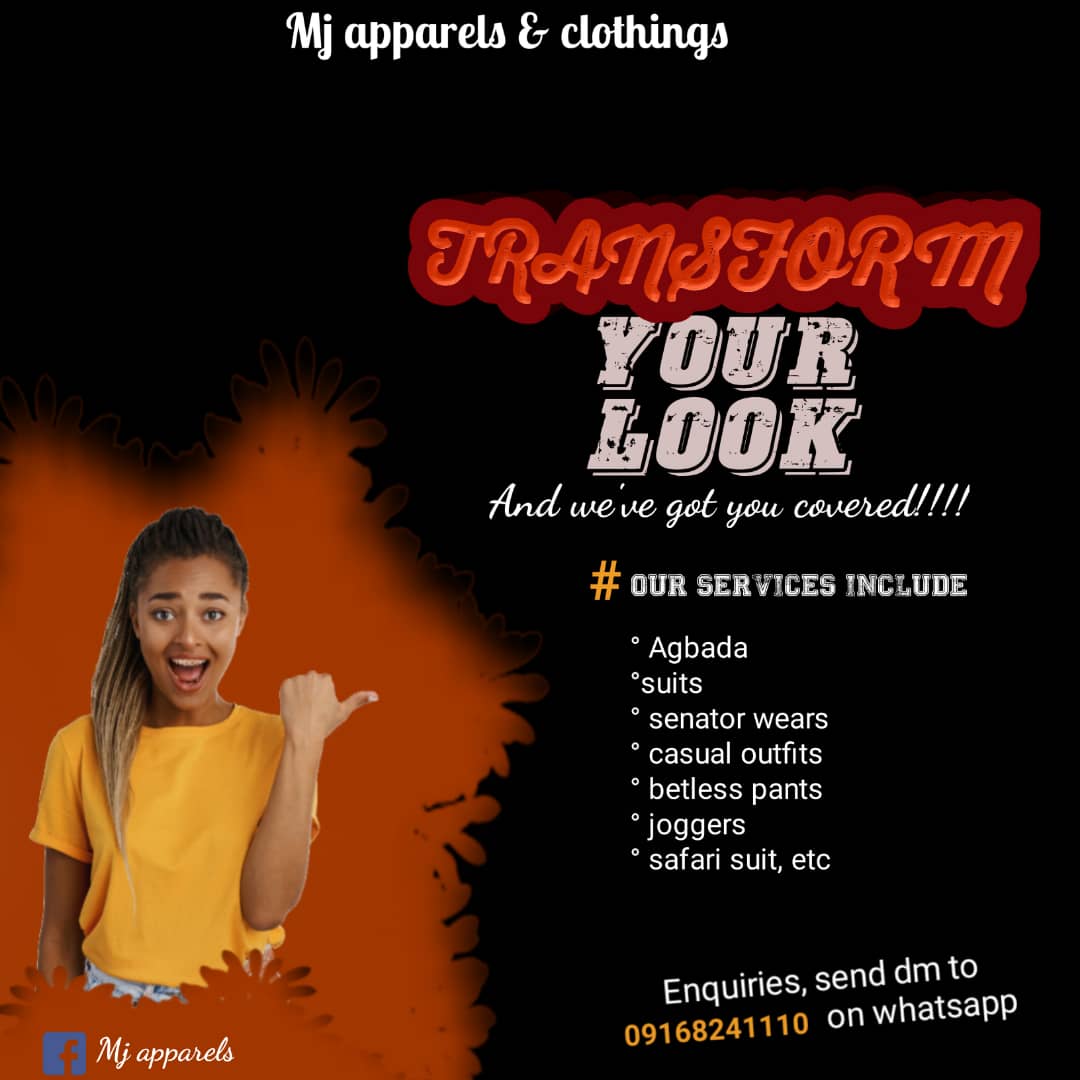 Mj apparels & clothings
TRANSFORM
YOUR
LOOK
And we've got you covered!!!!
# OUR SERVICES INCLUDE
° Agbada
°suits
° senator wears
° casual outfits
° betless pants
° joggers
° safari suit, etc
Enquiries, send dm to
09168241110 on whatsapp
f Mj apparels